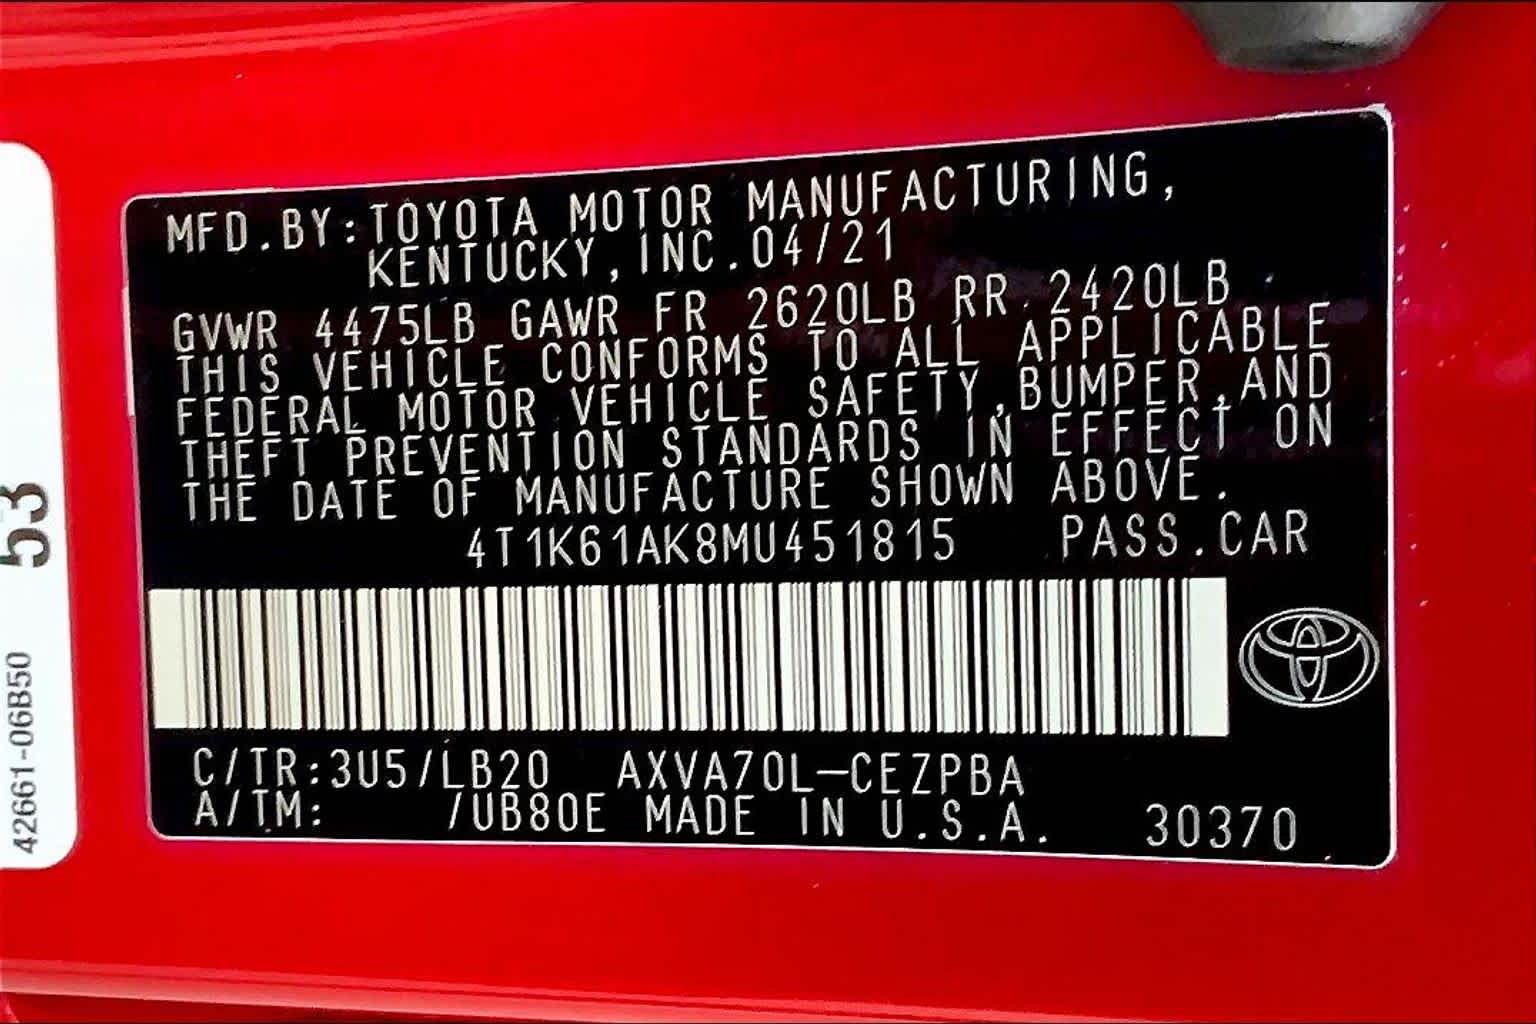 MFD.BY:TOYOTA MOTOR MANUFACTURING,
KENTUCKY,INC.04/21
GVWR 4475LB GAWR FR 2620LB RR 2420LB
THIS VEHICLE CONFORMS TO ALL APPLICABLE
FEDERAL MOTOR VEHICLE SAFETY,BUMPER,AND
THEFT PREVENTION STANDARDS IN EFFECT ON
THE DATE OF MANUFACTURE SHOWN ABOVE.
4T1K61AK8MU451815 PASS.CAR
C/TR:3U5/LB20 AXVA70L-CEZPBA
A/TM: /UB80E MADE IN U.S.A. 30370
53
42661-06B50